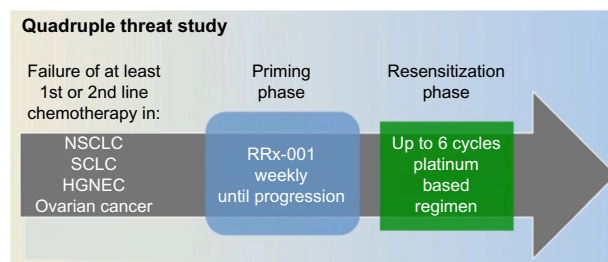 Quadruple threat study
Failure of at least
1st or 2nd line
chemotherapy in:
NSCLC
SCLC
HGNEC
Ovarian cancer
Priming
phase
RRx-001
weekly
until progression
Resensitization
phase
Up to 6 cycles
platinum
based
regimen